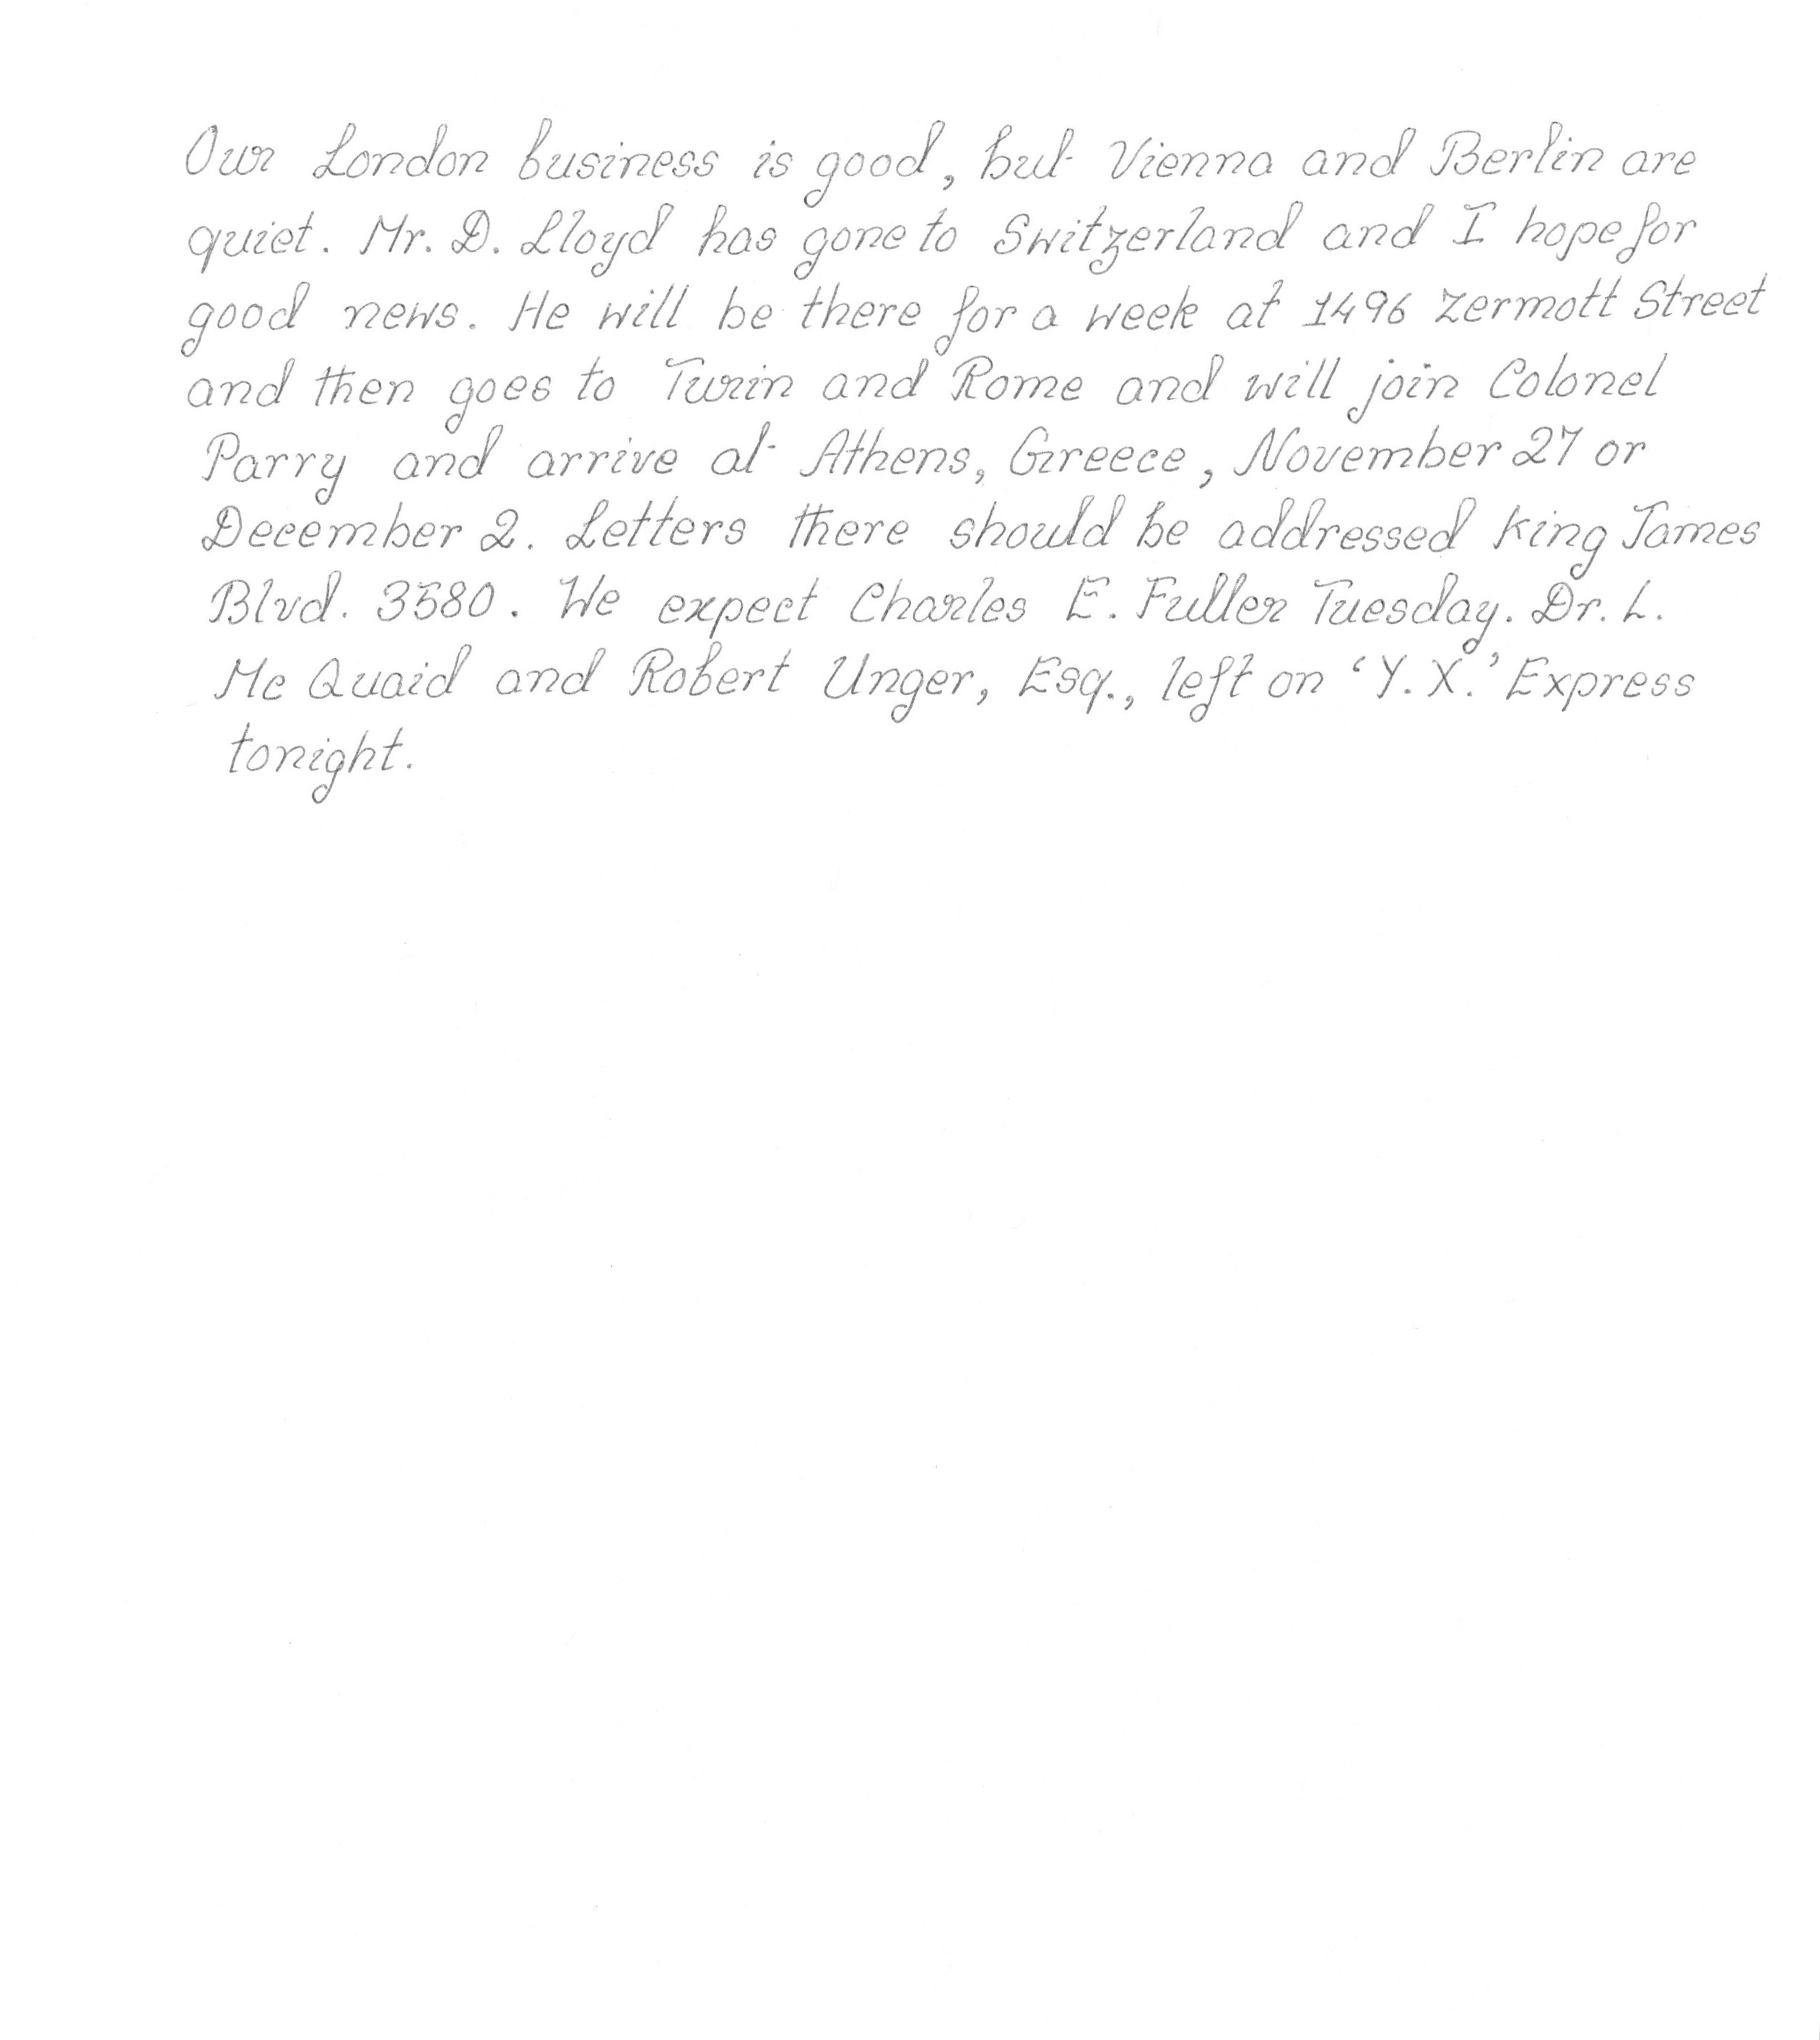 Our London business is good, but Vienna and Berlin are
quiet. Mr. D. Lloyd has gone to Switzerland and I hope for
good news. He will be there for a week at 1496 Zermott Street
and then goes to Turin and Rome and will join Colonel
Parry and arrive at Athens, Greece, November 27 or
December 2. Letters there should be addressed King James
Blvd. 3580. We expect Charles E. Fuller Tuesday. Dr. L.
Mc Quaid and Robert Unger, Esq., left on ‘Y. X.’ Express
tonight.